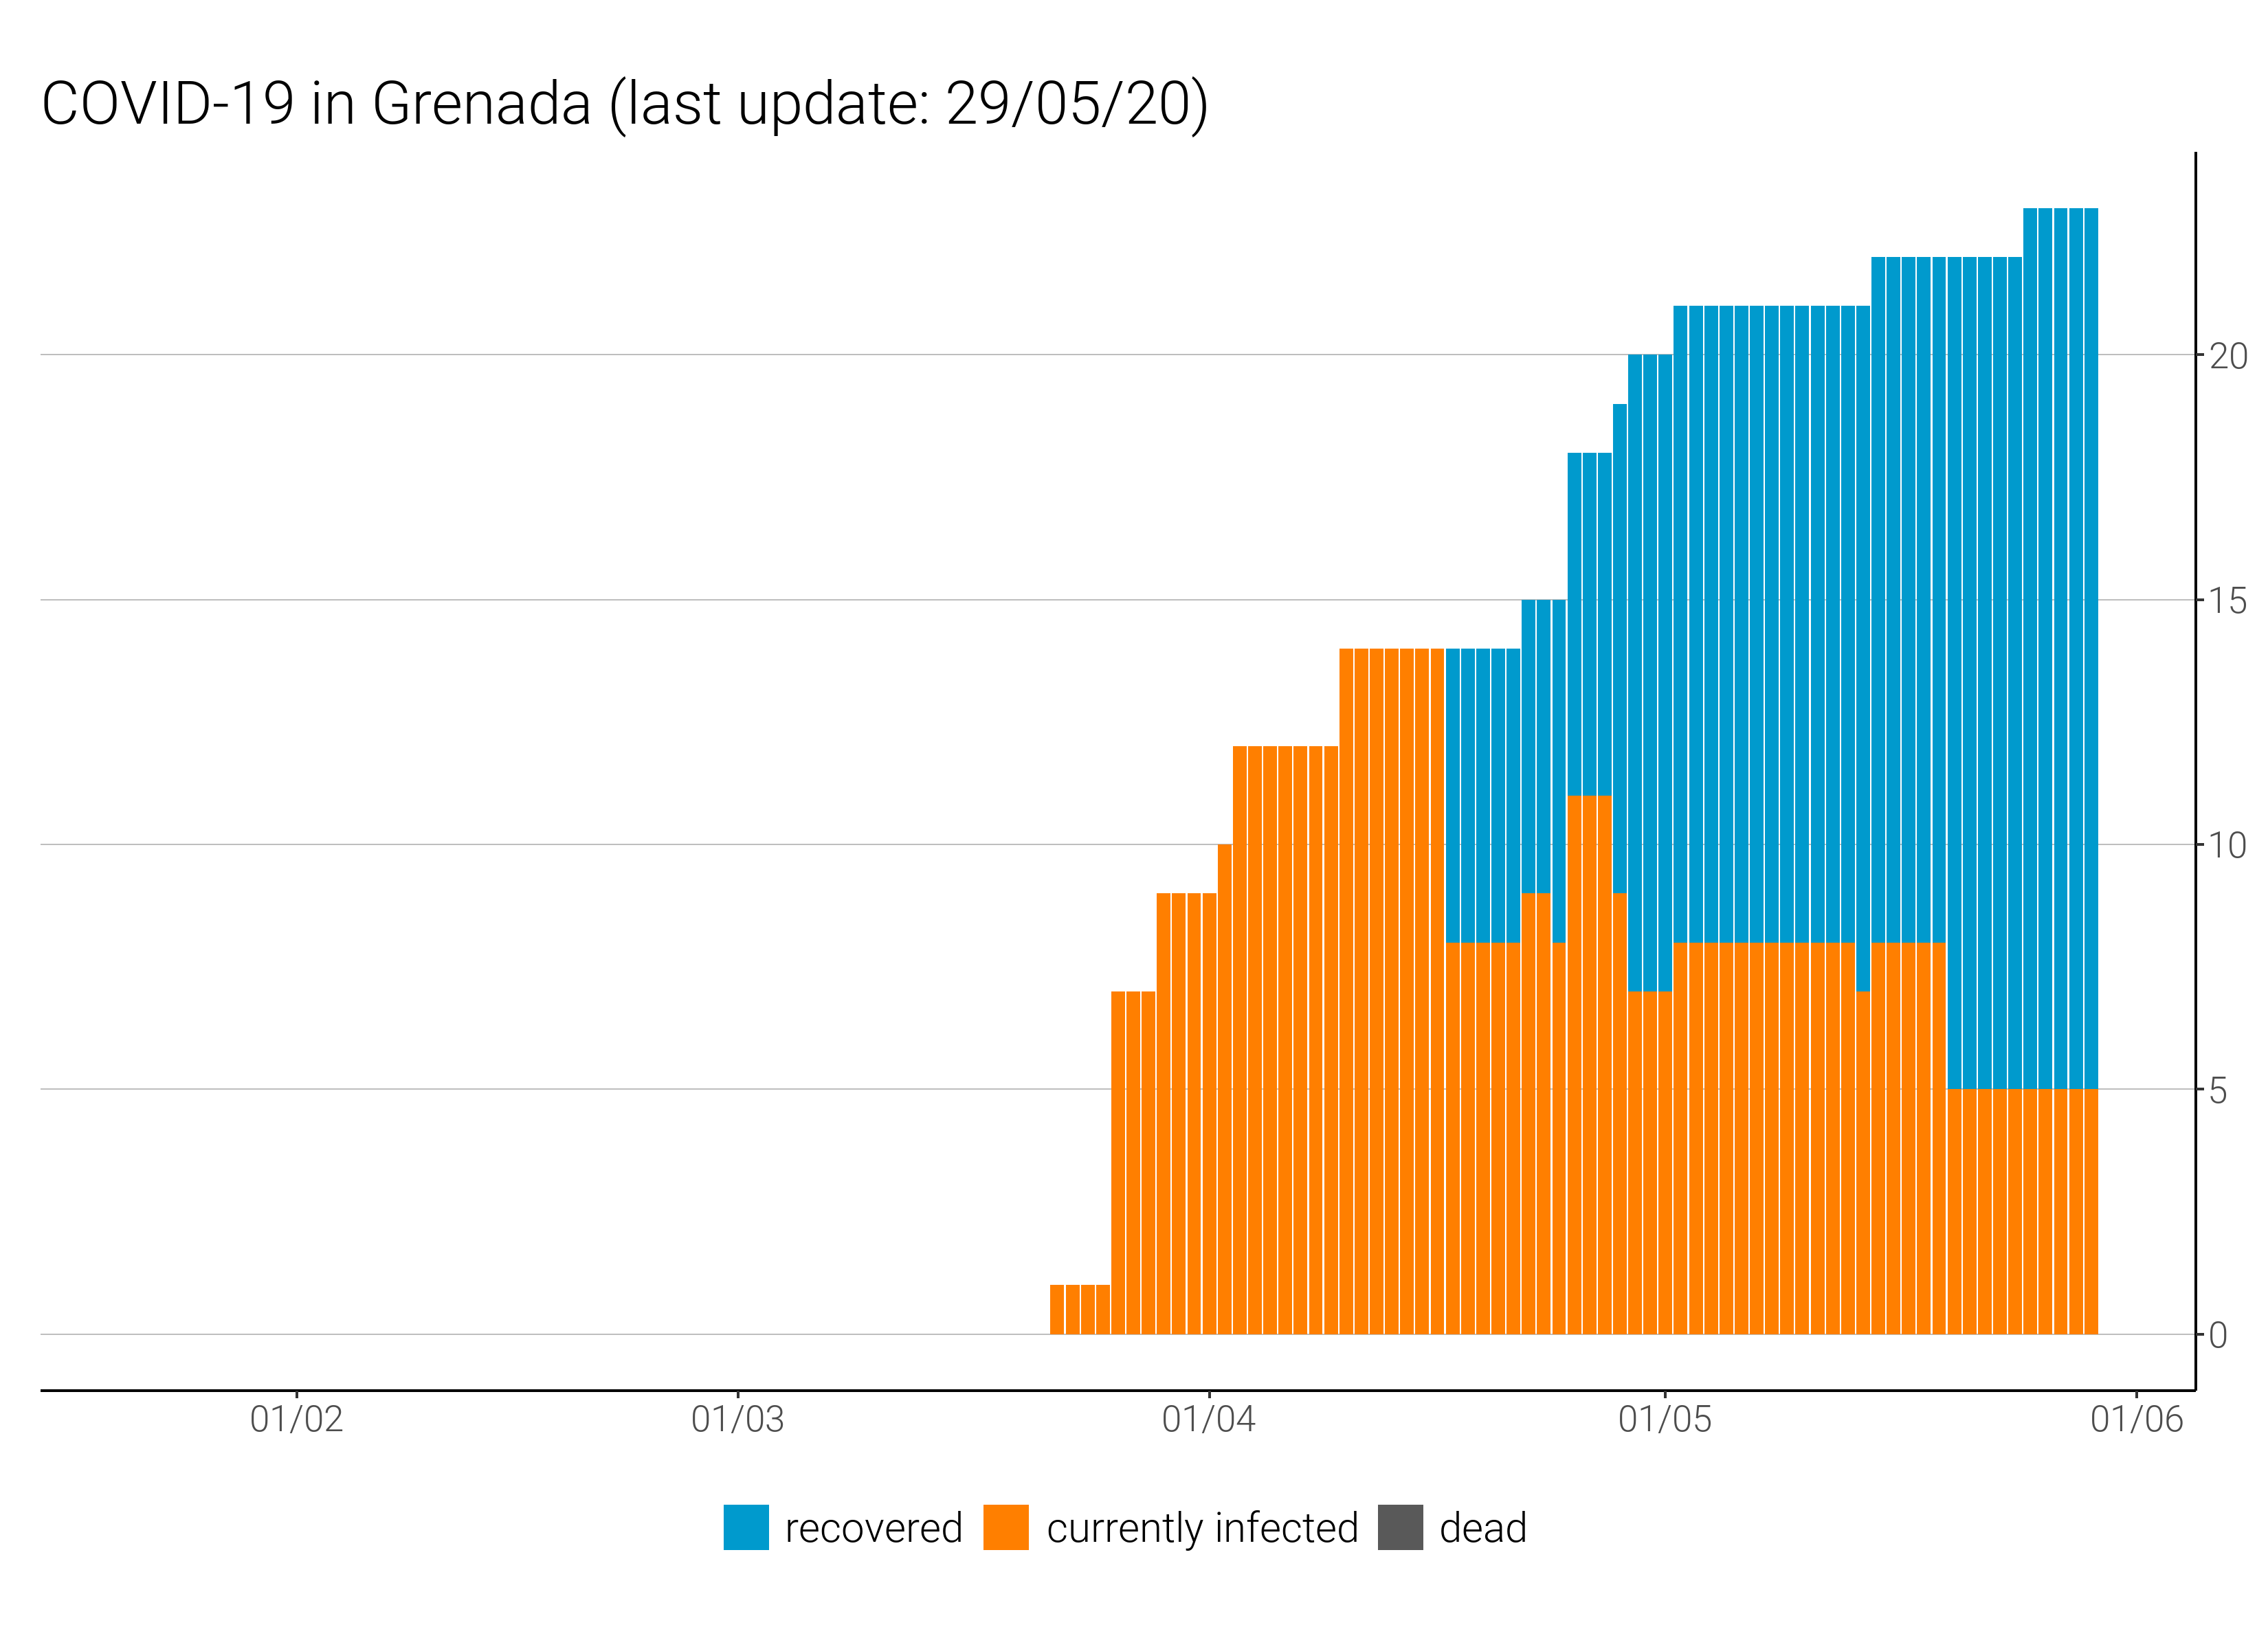 COVID-19 in Grenada (last update: 29/05/20)
20
15
10
5
0
01/02 01/03 01/04 01/05 01/06
recovered currently infected dead